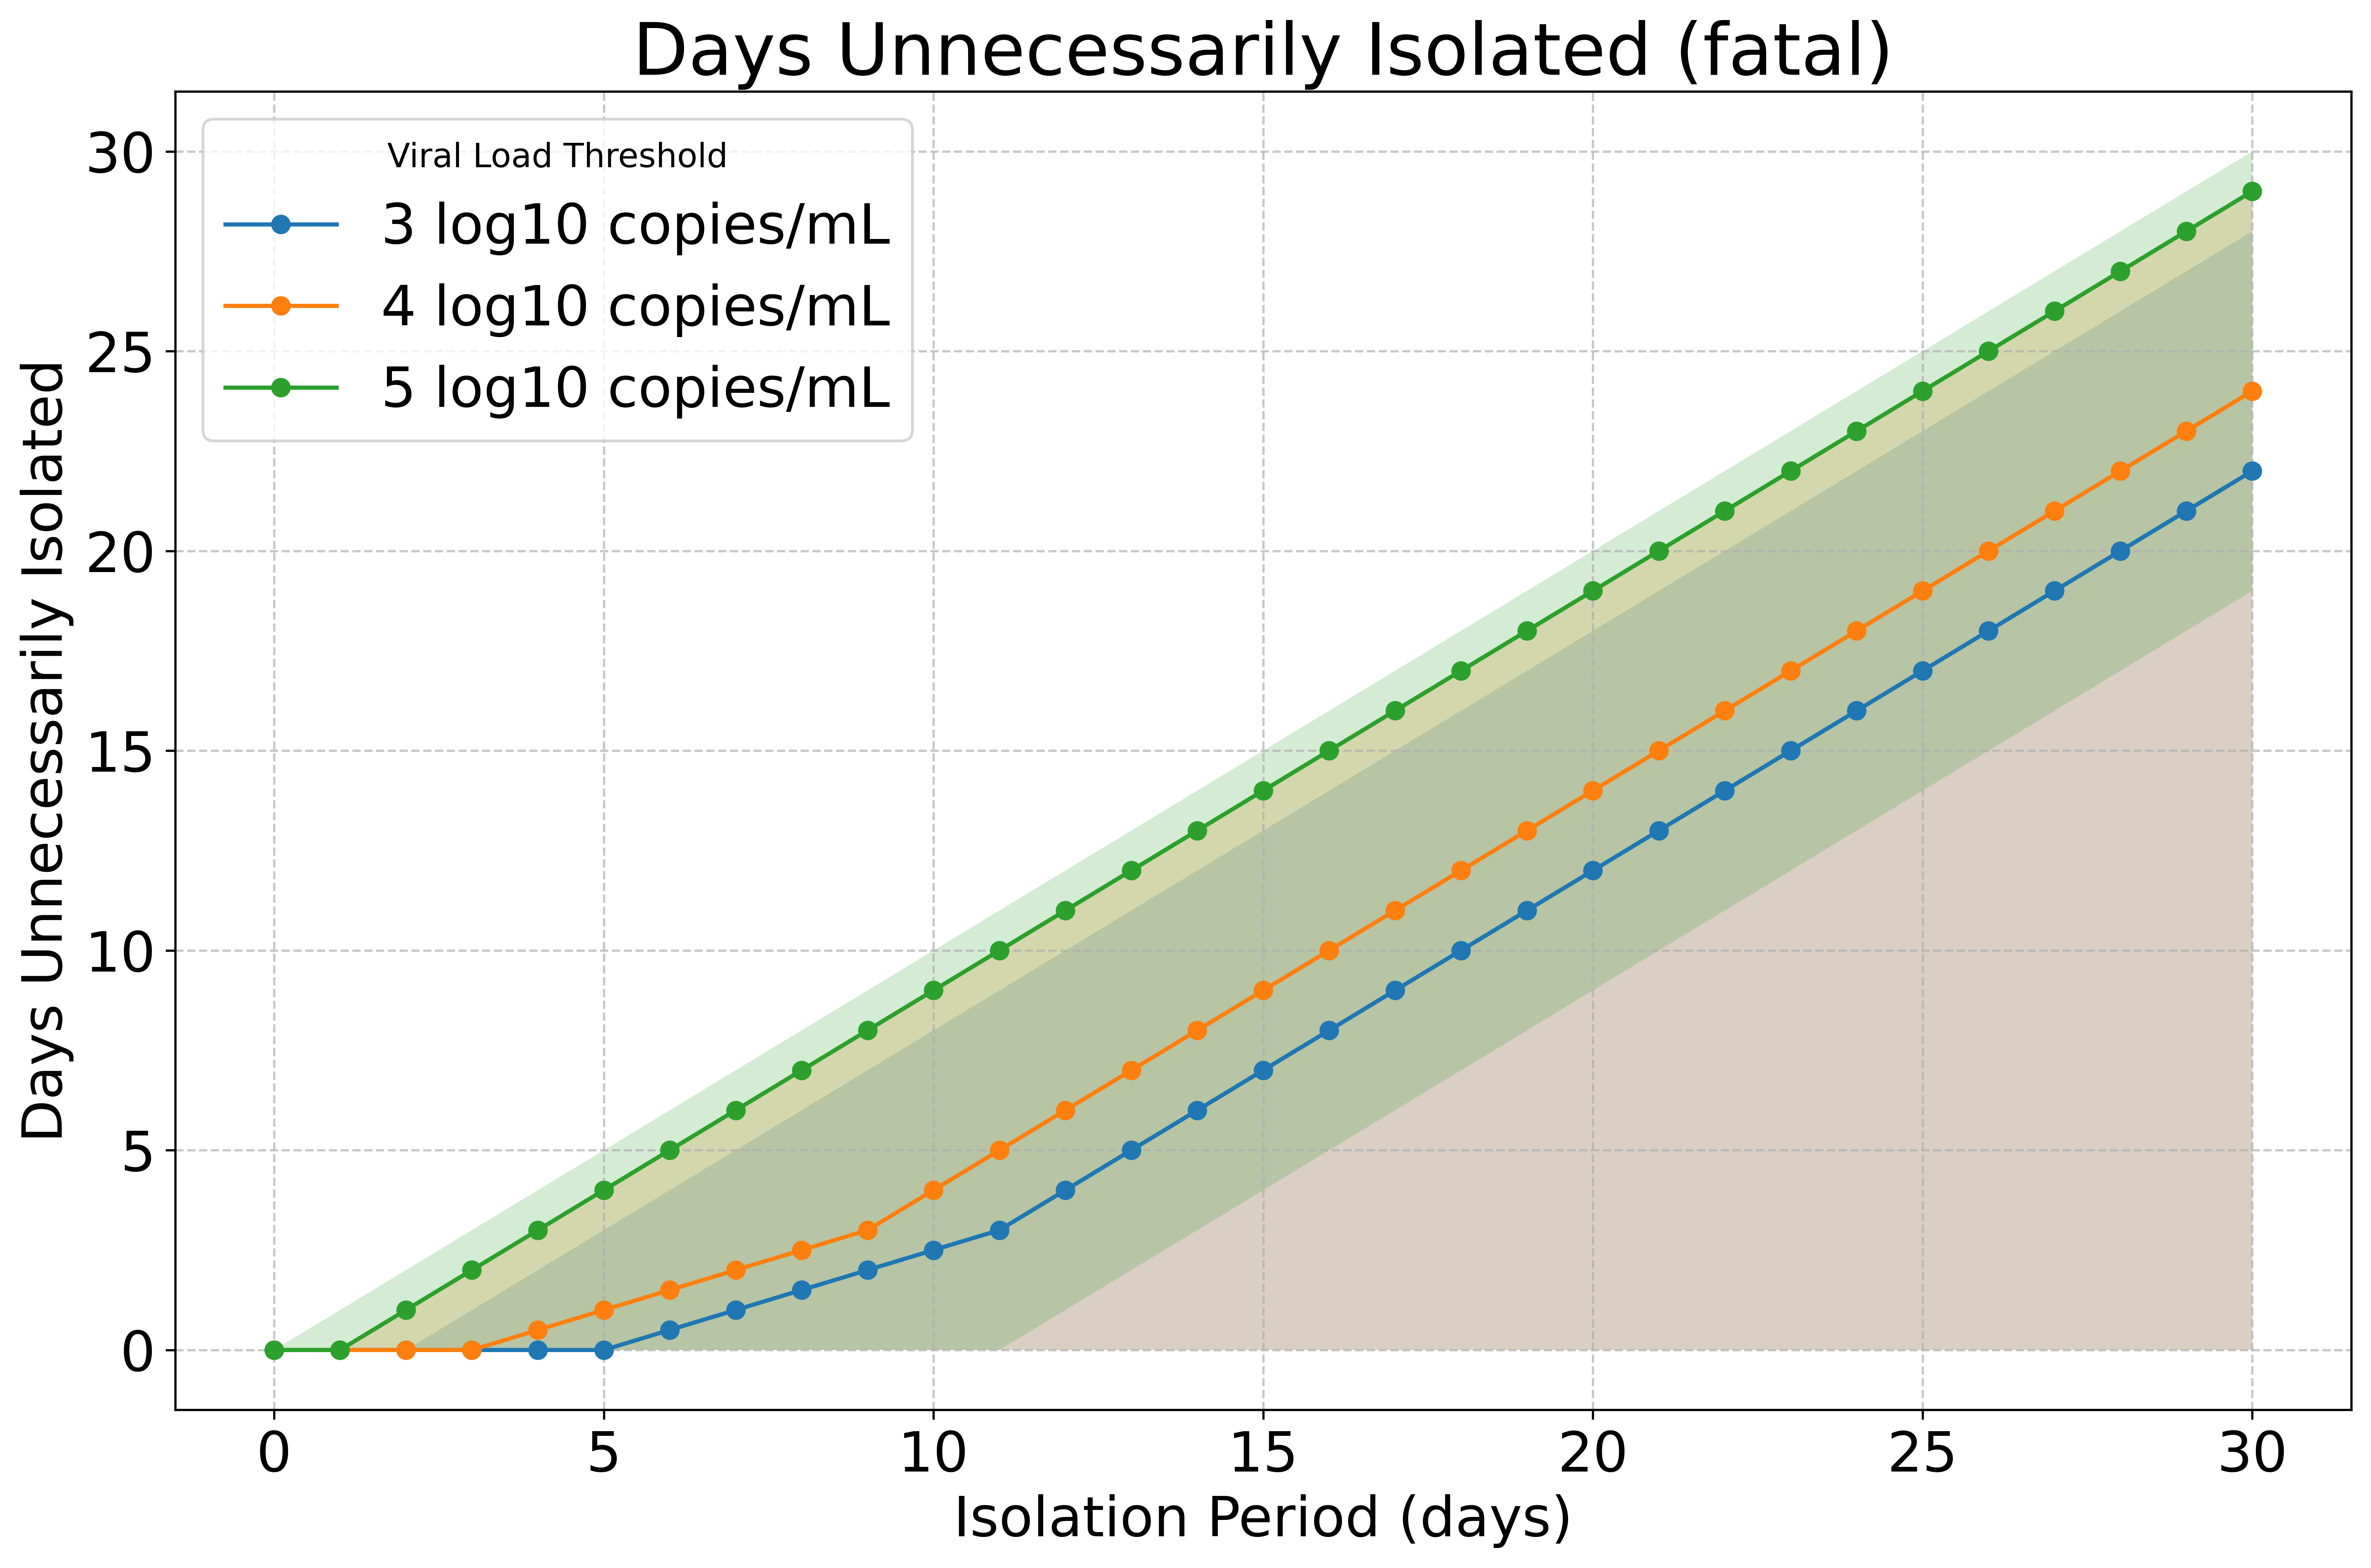 Days Unnecessarily Isolated (fatal)
Viral Load Threshold
3 log10 copies/mL
4 log10 copies/mL
5 log10 copies/mL
Days Unnecessarily Isolated
30
25
20
15
10
5
0
0 5 10 15 20 25 30
Isolation Period (days)